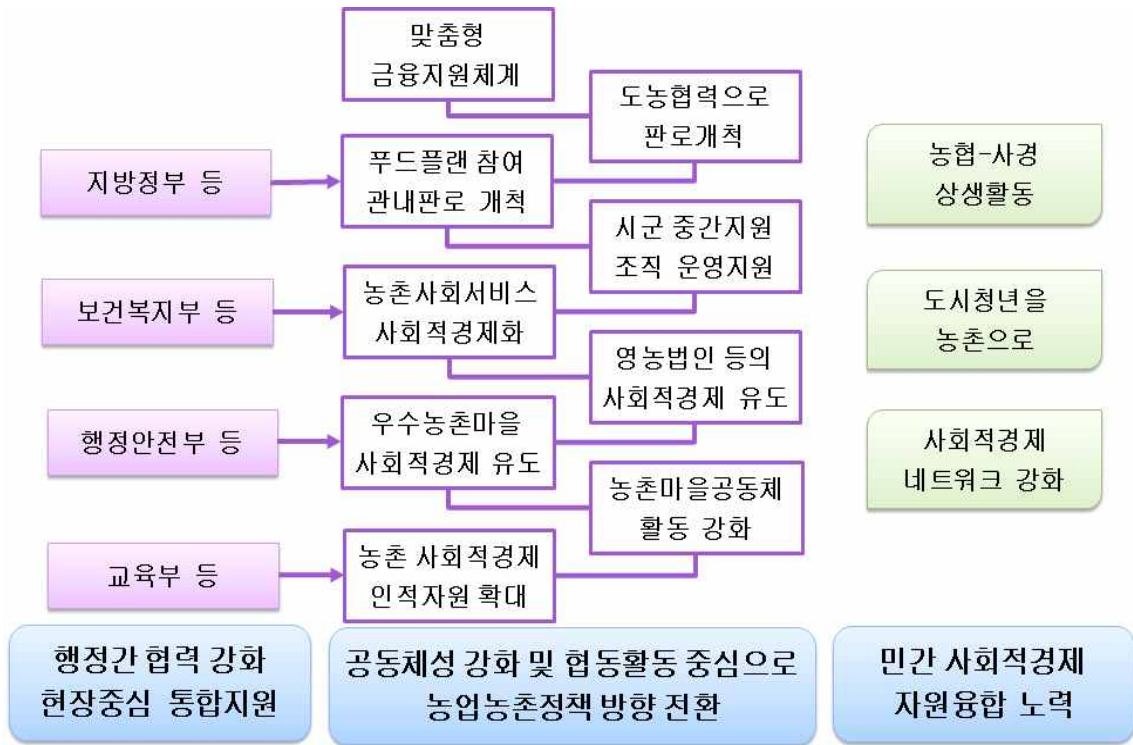 맞춤형
금융지원체계
도농협력으로
판로개척
지방정부 등
푸드플랜 참여
관내판로 개척
농협-사경
상생활동
시군 중간지원
조직 운영지원
보건복지부 등
농촌사회서비스
사회적경제화
도시청년을
농촌으로
영농법인 등의
사회적경제 유도
행정안전부 등
우수농촌마을
사회적경제 유도
사회적경제
네트워크 강화
농촌마을공동체
활동 강화
교육부 등
농촌 사회적경제
인적자원 확대
행정간 협력 강화
현장중심 통합지원
공동체성 강화 및 협동활동 중심으로
농업농촌정책 방향 전환
민간 사회적경제
자원융합 노력